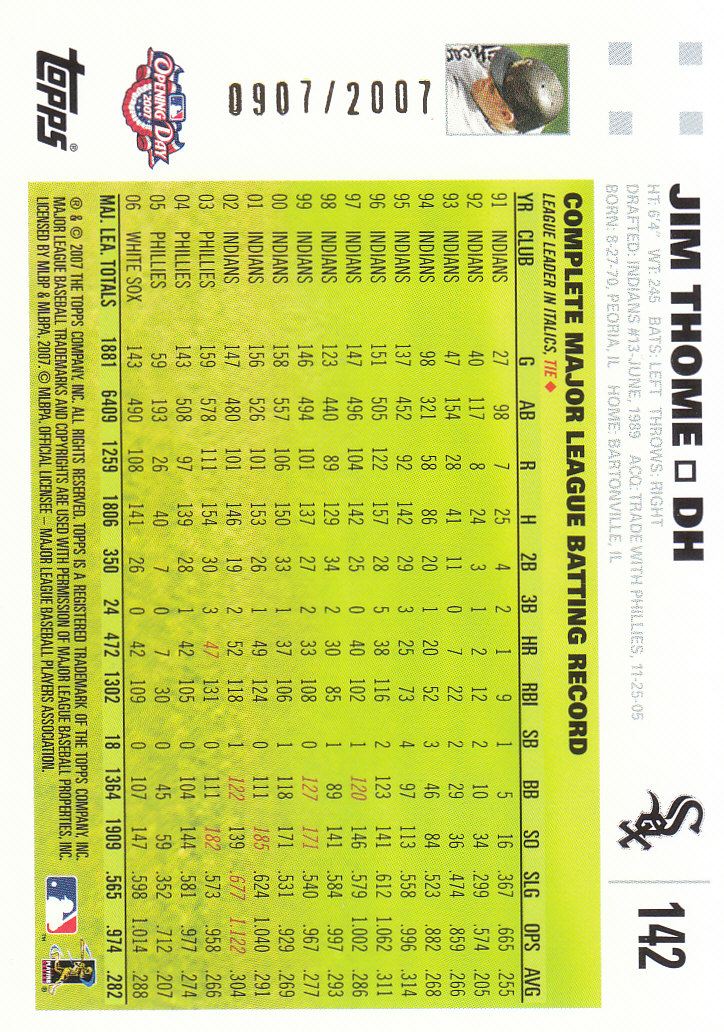 JIM THOME □ DH
142
HT: 6'4" WT: 245 BATS: LEFT THROWS: RIGHT
DRAFTED: INDIANS #13-JUNE, 1989 ACQ: TRADE WITH PHILLIES, 11-25-05
BORN: 8-27-70, PEORIA, IL HOME: BARTONVILLE, IL
Sox
COMPLETE MAJOR LEAGUE BATTING RECORD
LEAGUE LEADER IN ITALICS, TIE ◆
YR CLUB G AB R H 2B 3B HR RBI SB BB SO SLG OPS AVG
91 INDIANS 27 98 7 25 4 2 1 9 1 5 16 .367 .665 .255
92 INDIANS 40 117 8 24 3 1 2 12 2 10 34 .299 .574 .205
93 INDIANS 47 154 28 41 11 0 7 22 2 29 36 .474 .859 .266
94 INDIANS 98 321 58 86 20 1 20 52 3 46 84 .523 .882 .268
95 INDIANS 137 452 92 142 29 3 25 73 4 97 113 .558 .996 .314
96 INDIANS 151 505 122 157 28 5 38 116 2 123 141 .612 1.062 .311
97 INDIANS 147 496 104 142 25 0 40 102 1 120 146 .579 1.002 .286
98 INDIANS 123 440 89 129 34 2 30 85 1 89 141 .584 .997 .293
99 INDIANS 146 494 101 137 27 2 33 108 0 127 171 .540 .967 .277
00 INDIANS 158 557 106 150 33 1 37 106 1 118 171 .531 .929 .269
01 INDIANS 156 526 101 153 26 1 49 124 0 111 185 .624 1.040 .291
02 INDIANS 147 480 101 146 19 2 52 118 1 122 139 .677 1.122 .304
03 PHILLIES 159 578 111 154 30 3 47 131 0 111 182 .573 .958 .266
04 PHILLIES 143 508 97 139 28 1 42 105 0 104 144 .581 .977 .274
05 PHILLIES 59 193 26 40 7 0 7 30 0 45 59 .352 .712 .207
06 WHITE SOX 143 490 108 141 26 0 42 109 0 107 147 .598 1.014 .288
MAJ. LEA. TOTALS 1881 6409 1259 1806 350 24 472 1302 18 1364 1909 .565 .974 .282
® & © 2007 THE TOPPS COMPANY, INC. ALL RIGHTS RESERVED. TOPPS IS A REGISTERED TRADEMARK OF THE TOPPS COMPANY, INC.
MAJOR LEAGUE BASEBALL TRADEMARKS AND COPYRIGHTS ARE USED WITH PERMISSION OF MAJOR LEAGUE BASEBALL PROPERTIES, INC.
LICENSED BY MLBP & MLBPA, 2007. © MLBPA. OFFICIAL LICENSEE – MAJOR LEAGUE BASEBALL PLAYERS ASSOCIATION.
0907/2007
OPENING DAY
2007
topps®